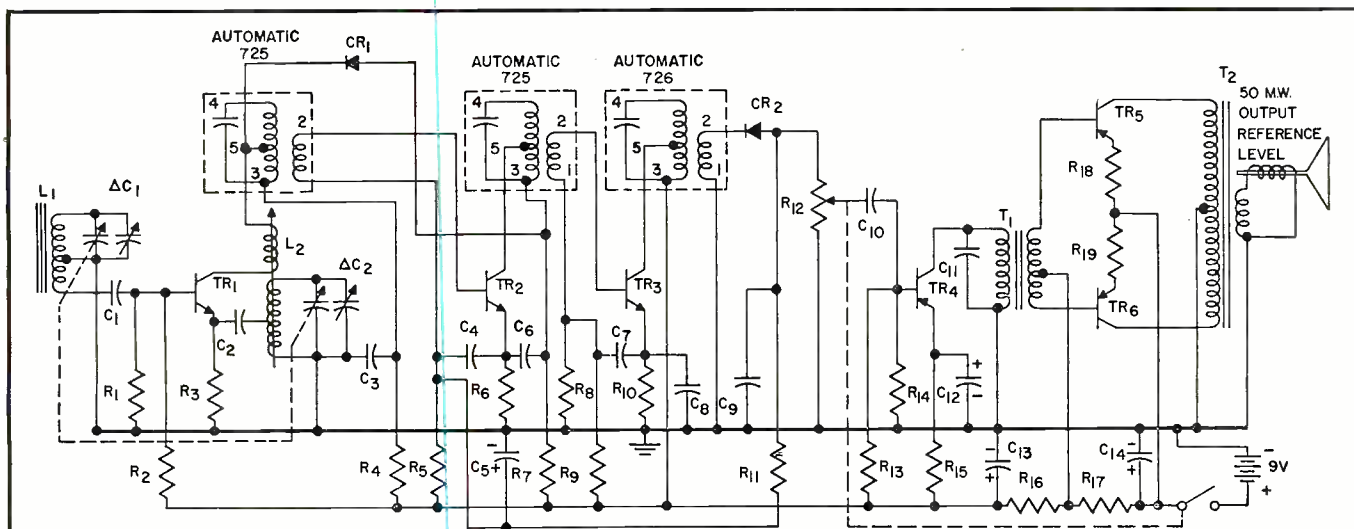 AUTOMATIC
725
CR1
AUTOMATIC
725
AUTOMATIC
726
CR2
T2
50 M.W.
OUTPUT
REFERENCE
LEVEL
4
5
3
2
4
5
3
2
1
4
5
3
2
1
L1
ΔC1
L2
ΔC2
TR1
C1
C2
C3
R1
R2
R3
R4
R5
TR2
C4
C6
R6
C5
- +
R7
R8
R9
TR3
C7
R10
C8
C9
R11
R12
C10
R13
R14
C11
TR4
T1
C12
+ -
R15
C13
- +
R16
R17
C14
- +
TR5
R18
R19
TR6
-
9V
+